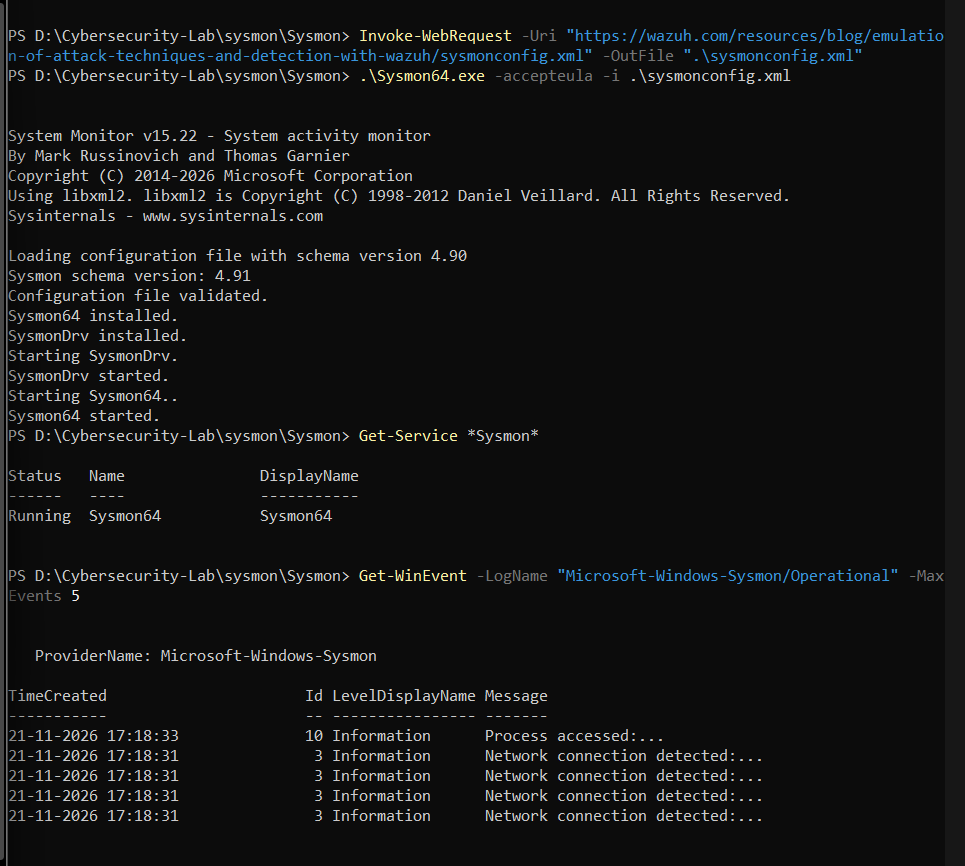 PS D:\Cybersecurity-Lab\sysmon\Sysmon> Invoke-WebRequest -Uri "https://wazuh.com/resources/blog/emulatio
n-of-attack-techniques-and-detection-with-wazuh/sysmonconfig.xml" -OutFile ".\sysmonconfig.xml"
PS D:\Cybersecurity-Lab\sysmon\Sysmon> .\Sysmon64.exe -accepteula -i .\sysmonconfig.xml
System Monitor v15.22 - System activity monitor
By Mark Russinovich and Thomas Garnier
Copyright (C) 2014-2026 Microsoft Corporation
Using libxml2. libxml2 is Copyright (C) 1998-2012 Daniel Veillard. All Rights Reserved.
Sysinternals - www.sysinternals.com
Loading configuration file with schema version 4.90
Sysmon schema version: 4.91
Configuration file validated.
Sysmon64 installed.
SysmonDrv installed.
Starting SysmonDrv.
SysmonDrv started.
Starting Sysmon64..
Sysmon64 started.
PS D:\Cybersecurity-Lab\sysmon\Sysmon> Get-Service *Sysmon*
Status   Name               DisplayName
------   ----               -----------
Running  Sysmon64           Sysmon64
PS D:\Cybersecurity-Lab\sysmon\Sysmon> Get-WinEvent -LogName "Microsoft-Windows-Sysmon/Operational" -Max
Events 5
   ProviderName: Microsoft-Windows-Sysmon
TimeCreated                      Id LevelDisplayName Message
-----------                      -- ---------------- -------
21-11-2026 17:18:33              10 Information      Process accessed:...
21-11-2026 17:18:31               3 Information      Network connection detected:...
21-11-2026 17:18:31               3 Information      Network connection detected:...
21-11-2026 17:18:31               3 Information      Network connection detected:...
21-11-2026 17:18:31               3 Information      Network connection detected:...